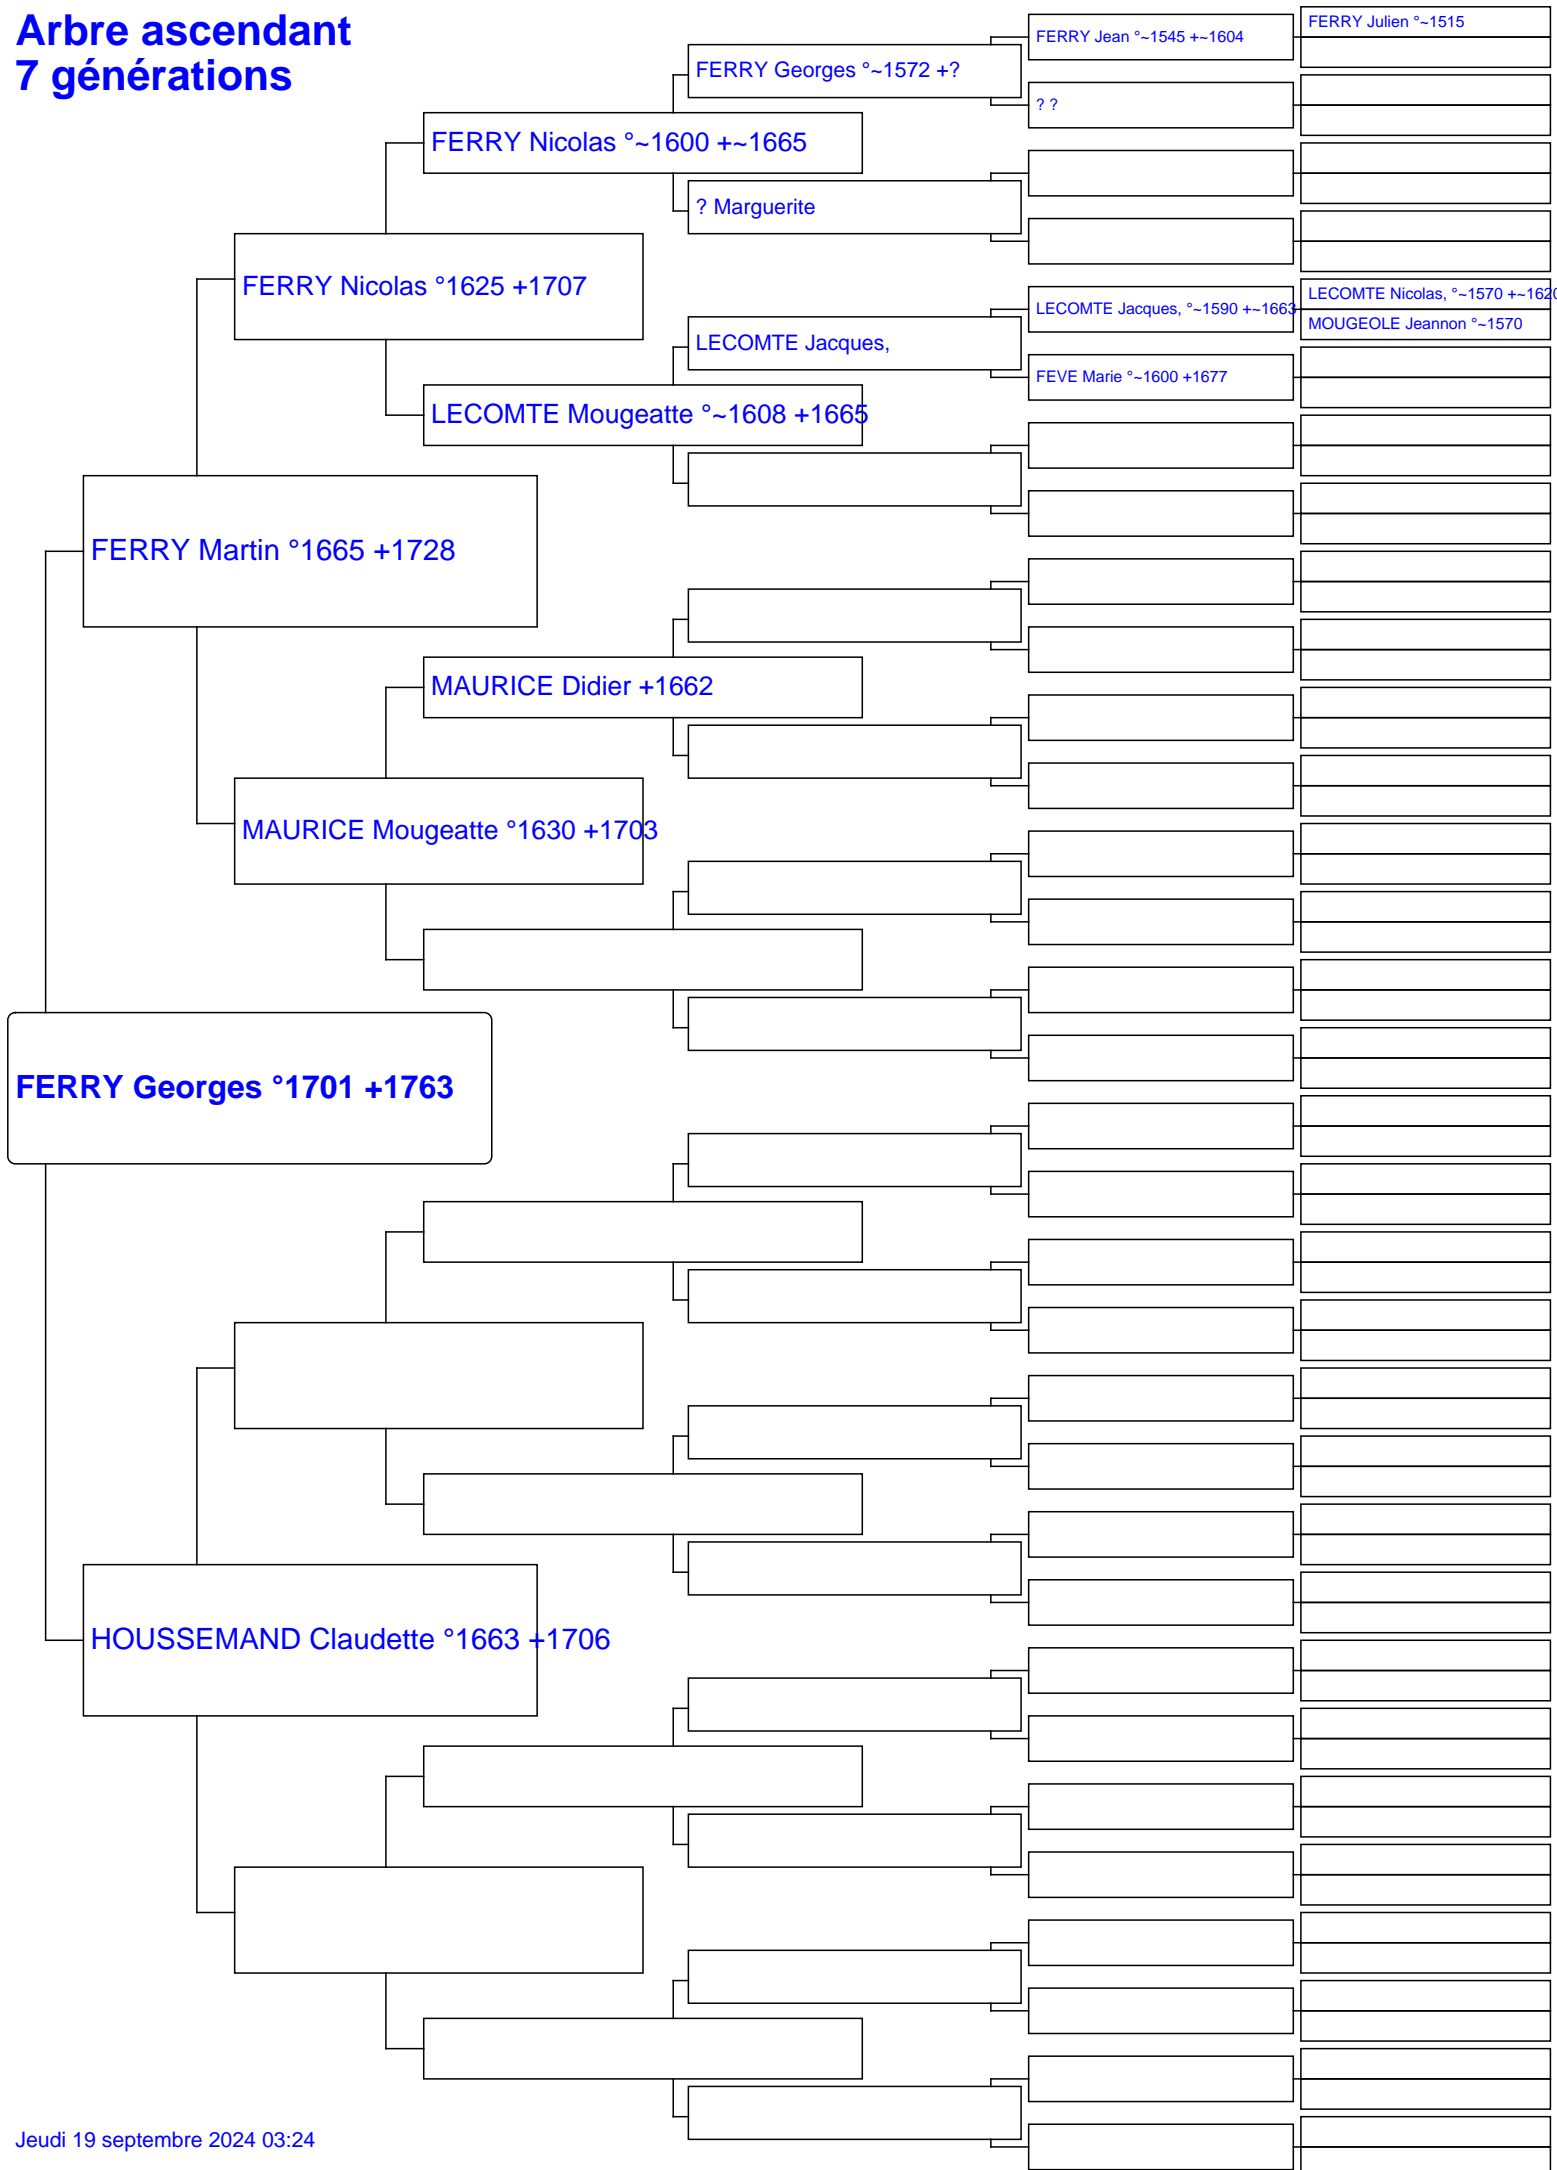 Arbre ascendant
7 générations
FERRY Julien °~1515
FERRY Jean °~1545 +~1604
FERRY Georges °~1572 +?
? ?
FERRY Nicolas °~1600 +~1665
? Marguerite
FERRY Nicolas °1625 +1707
LECOMTE Nicolas, °~1570 +~1620
LECOMTE Jacques, °~1590 +~1663
MOUGEOLE Jeannon °~1570
LECOMTE Jacques,
FEVE Marie °~1600 +1677
LECOMTE Mougeatte °~1608 +1665
FERRY Martin °1665 +1728
MAURICE Didier +1662
MAURICE Mougeatte °1630 +1703
FERRY Georges °1701 +1763
HOUSSEMAND Claudette °1663 +1706
Jeudi 19 septembre 2024 03:24